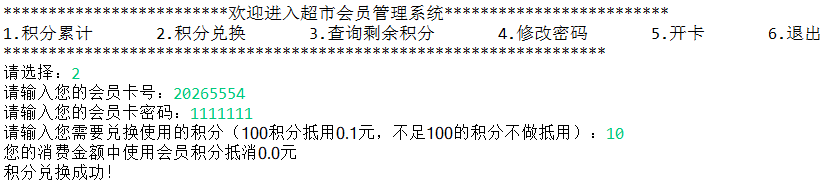 *************************欢迎进入超市会员管理系统*************************
1.积分累计 2.积分兑换 3.查询剩余积分 4.修改密码 5.开卡 6.退出
*******************************************************************
请选择：2
请输入您的会员卡号：20265554
请输入您的会员卡密码：1111111
请输入您需要兑换使用的积分（100积分抵用0.1元，不足100的积分不做抵用）：10
您的消费金额中使用会员积分抵消0.0元
积分兑换成功！